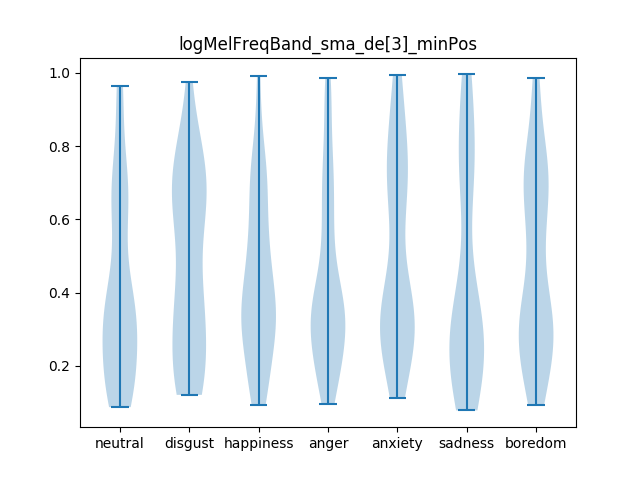 logMelFreqBand_sma_de[3]_minPos
1.0
0.8
0.6
0.4
0.2
neutral disgust happiness anger anxiety sadness boredom